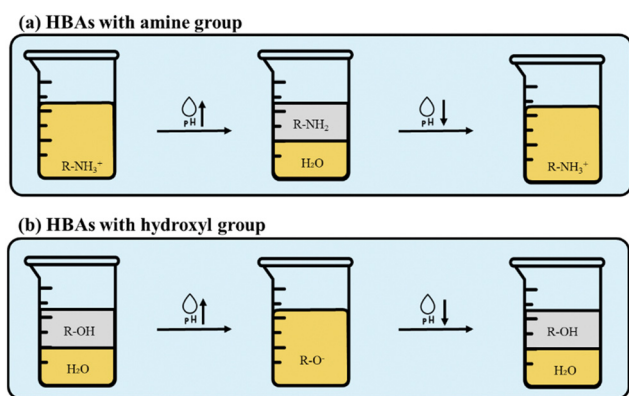 (a) HBAs with amine group
pH
pH
R-NH₃⁺
R-NH₂
H₂O
R-NH₃⁺
(b) HBAs with hydroxyl group
pH
pH
R-OH
H₂O
R-O⁻
R-OH
H₂O